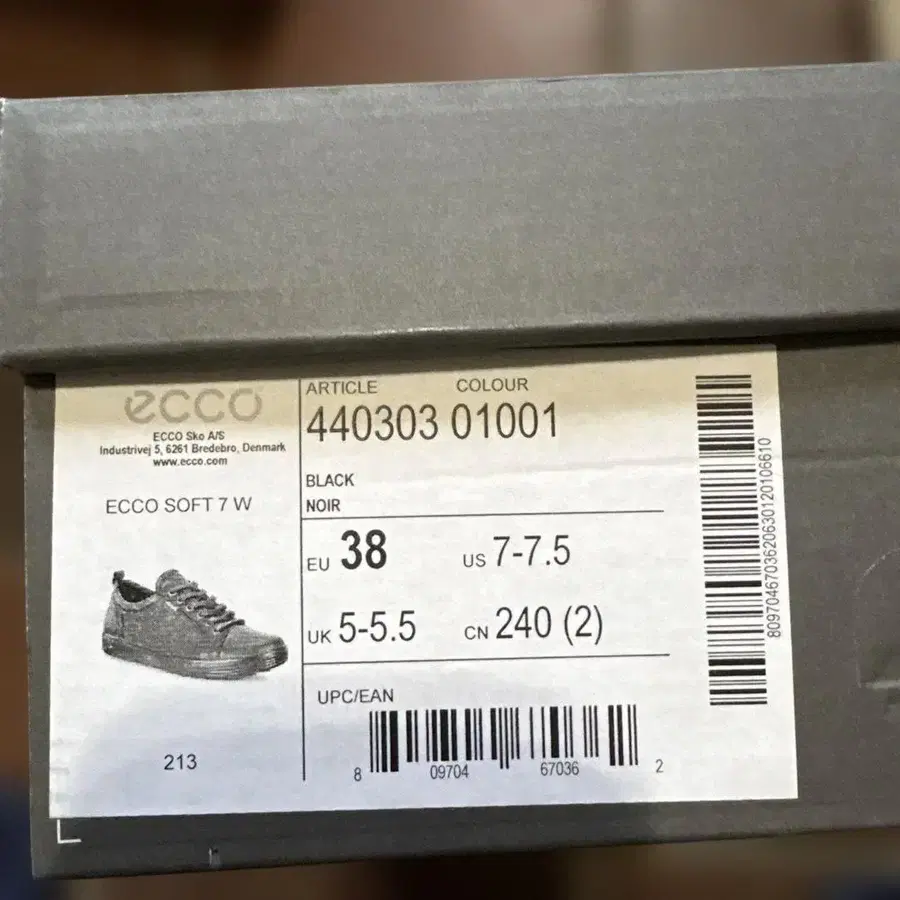 ecco
ECCO Sko A/S
Industrivej 5, 6261 Bredebro, Denmark
www.ecco.com
ECCO SOFT 7 W
213
ARTICLE COLOUR
440303 01001
BLACK
NOIR
EU 38 US 7-7.5
UK 5-5.5 CN 240 (2)
UPC/EAN
8 09704 67036 2
8097046703620630120106610